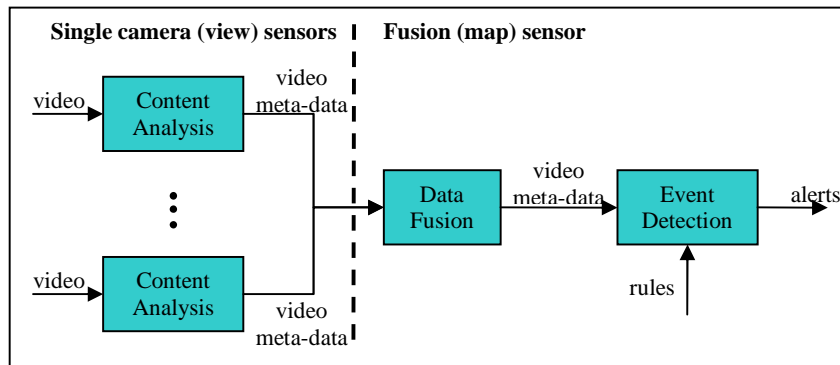 Single camera (view) sensors
Fusion (map) sensor
video
Content
Analysis
video
meta-data
video
Content
Analysis
video
meta-data
Data
Fusion
video
meta-data
Event
Detection
alerts
rules